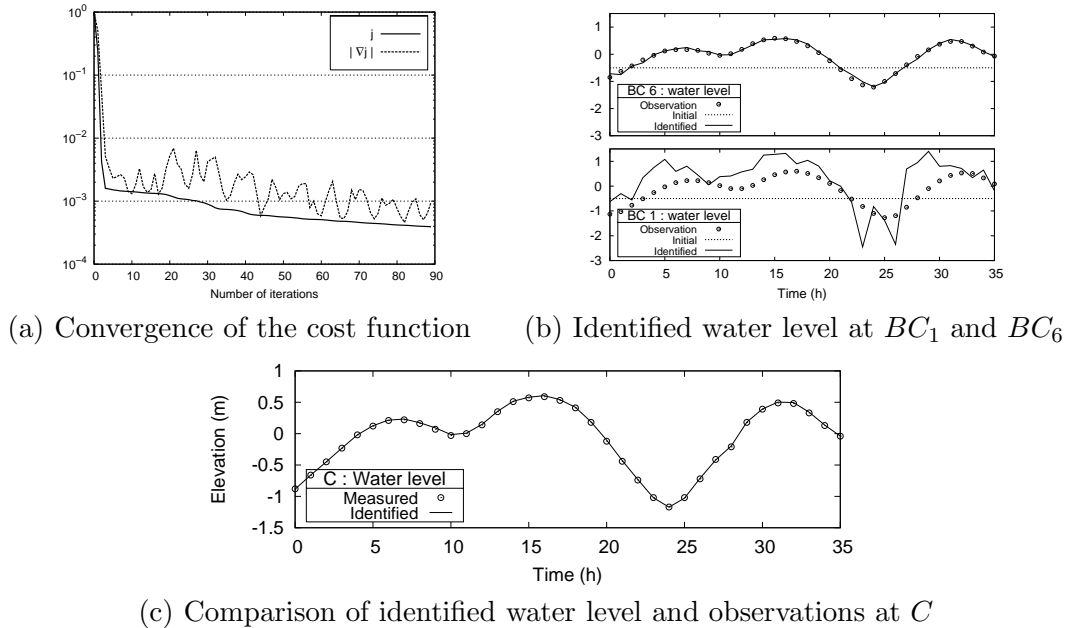 10^0
10^{-1}
10^{-2}
10^{-3}
10^{-4}
j
| ∇j |
0 10 20 30 40 50 60 70 80 90
Number of iterations
(a) Convergence of the cost function
1
0
-1
-2
-3
BC 6 : water level
Observation
Initial
Identified
1
0
-1
-2
-3
BC 1 : water level
Observation
Initial
Identified
0 5 10 15 20 25 30 35
Time (h)
(b) Identified water level at BC_1 and BC_6
Elevation (m)
1
0.5
0
-0.5
-1
-1.5
C : Water level
Measured
Identified
0 5 10 15 20 25 30 35
Time (h)
(c) Comparison of identified water level and observations at C